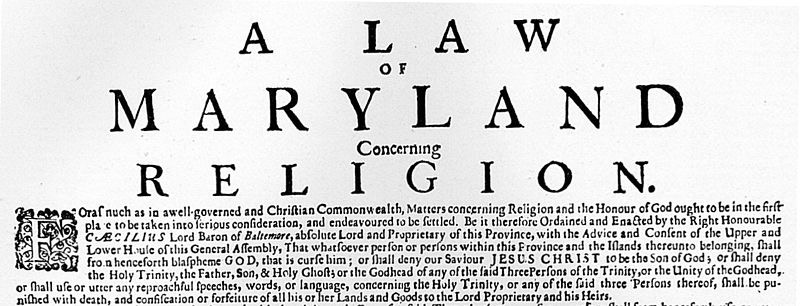 A LAW
OF
MARYLAND
Concerning
RELIGION.
Forasmuch as in a well-governed and Chriſtian Commonwealth, Matters concerning Religion and the Honour of God ought to be in the firſt
place to be taken into ſerious conſideration, and endeavoured to be ſettled. Be it therefore Ordained and Enacted by the Right Honourable
CÆCILIUS Lord Baron of Baltemore, abſolute Lord and Proprietary of this Province, with the Advice and Conſent of the Upper and
Lower Houſe of this General Aſſembly, That whatſoever perſon or perſons within this Province and the Iſlands thereunto belonging, ſhall
from henceforth blaſpheme GOD, that is curſe him; or ſhall deny our Saviour JESUS CHRIST to be the Son of God; or ſhall deny
the Holy Trinity, the Father, Son, & Holy Ghoſt; or the Godhead of any of the ſaid Three Perſons of the Trinity, or the Unity of the Godhead,
or ſhall uſe or utter any reproachful ſpeeches, words, or language, concerning the Holy Trinity, or any of the ſaid three Perſons thereof, ſhall be pu-
niſhed with death, and confiſcation or forfeiture of all his or her Lands and Goods to the Lord Proprietary and his Heirs.